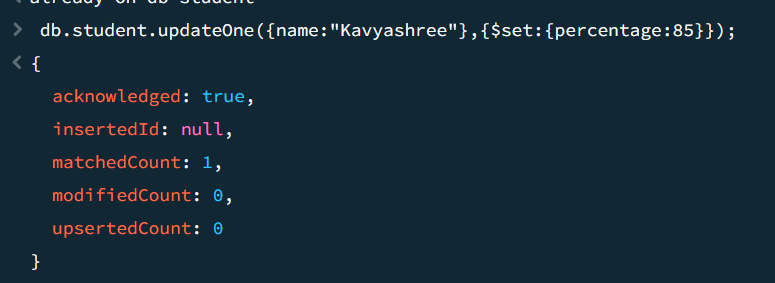 already on db student
> db.student.updateOne({name:"Kavyashree"},{$set:{percentage:85}});
< {
acknowledged: true,
insertedId: null,
matchedCount: 1,
modifiedCount: 0,
upsertedCount: 0
}